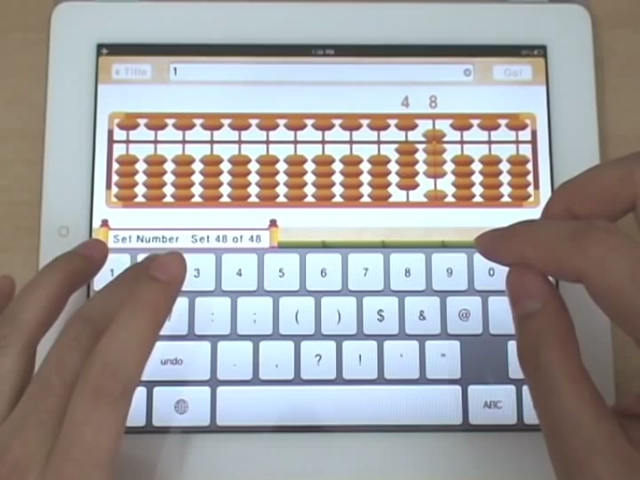 Title 1 Go!
4 8
Set Number Set 48 of 48
1 3 4 5 6 7 8 9 0
: ; ( ) $ & @
undo . , ? ! ' "
ABC